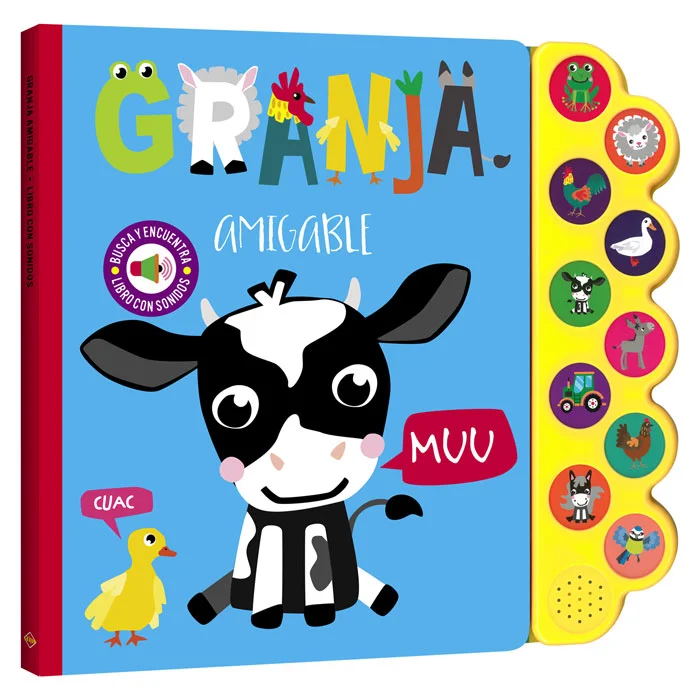 GRANJA
AMIGABLE
BUSCA Y ENCUENTRA
LIBRO CON SONIDOS
MUU
CUAC
GRANJA AMIGABLE • LIBRO CON SONIDOS